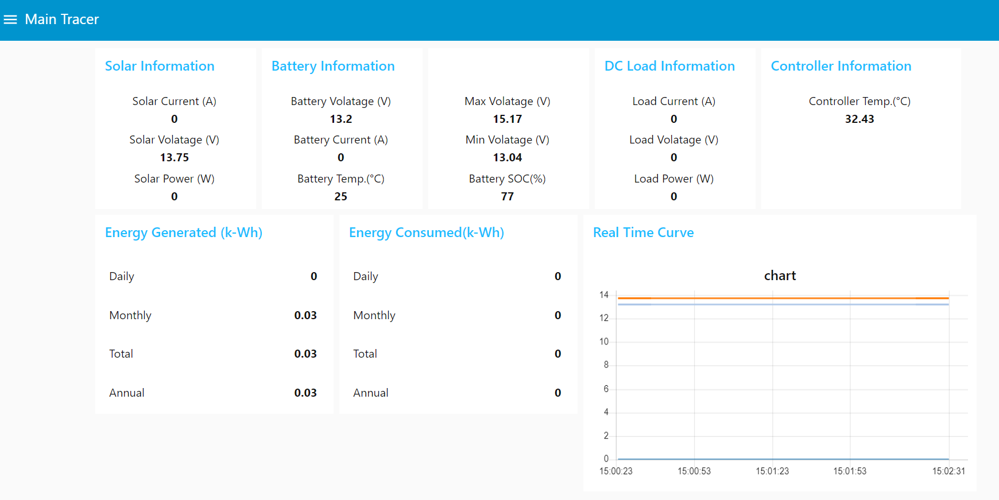 Main Tracer
Solar Information
Solar Current (A)
0
Solar Volatage (V)
13.75
Solar Power (W)
0
Battery Information
Battery Volatage (V)
13.2
Battery Current (A)
0
Battery Temp.(°C)
25
Max Volatage (V)
15.17
Min Volatage (V)
13.04
Battery SOC(%)
77
DC Load Information
Load Current (A)
0
Load Volatage (V)
0
Load Power (W)
0
Controller Information
Controller Temp.(°C)
32.43
Energy Generated (k-Wh)
Daily 0
Monthly 0.03
Total 0.03
Annual 0.03
Energy Consumed(k-Wh)
Daily 0
Monthly 0
Total 0
Annual 0
Real Time Curve
chart
14
12
10
8
6
4
2
0
15:00:23 15:00:53 15:01:23 15:01:53 15:02:31